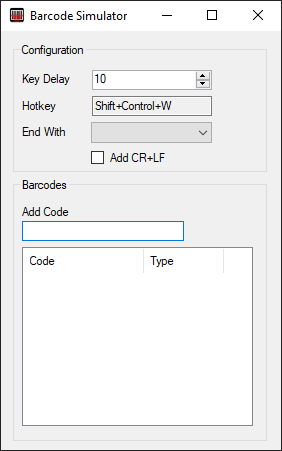 Barcode Simulator
Configuration
Key Delay 10
Hotkey Shift+Control+W
End With
Add CR+LF
Barcodes
Add Code
Code Type